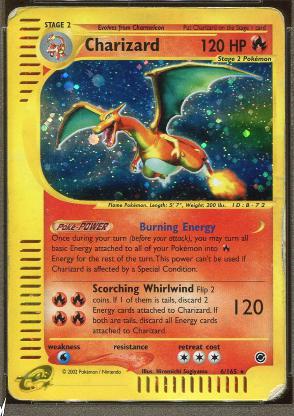 STAGE 2
Evolves from Charmeleon
Put Charizard on the Stage 1 card
Charizard 120 HP
Stage 2 Pokémon
Flame Pokémon. Length: 5' 7", Weight: 200 lbs. ID: B-72
Poké-POWER Burning Energy
Once during your turn (before your attack), you may turn all
basic Energy attached to all of your Pokémon into
Energy for the rest of the turn. This power can't be used if
Charizard is affected by a Special Condition.
Scorching Whirlwind Flip 2
coins. If 1 of them is tails, discard 2
Energy cards attached to Charizard. If
both are tails, discard all Energy cards
attached to Charizard.
120
weakness resistance retreat cost
e
© 2002 Pokémon / Nintendo Illus. Hiromichi Sugiyama 6/165 ★